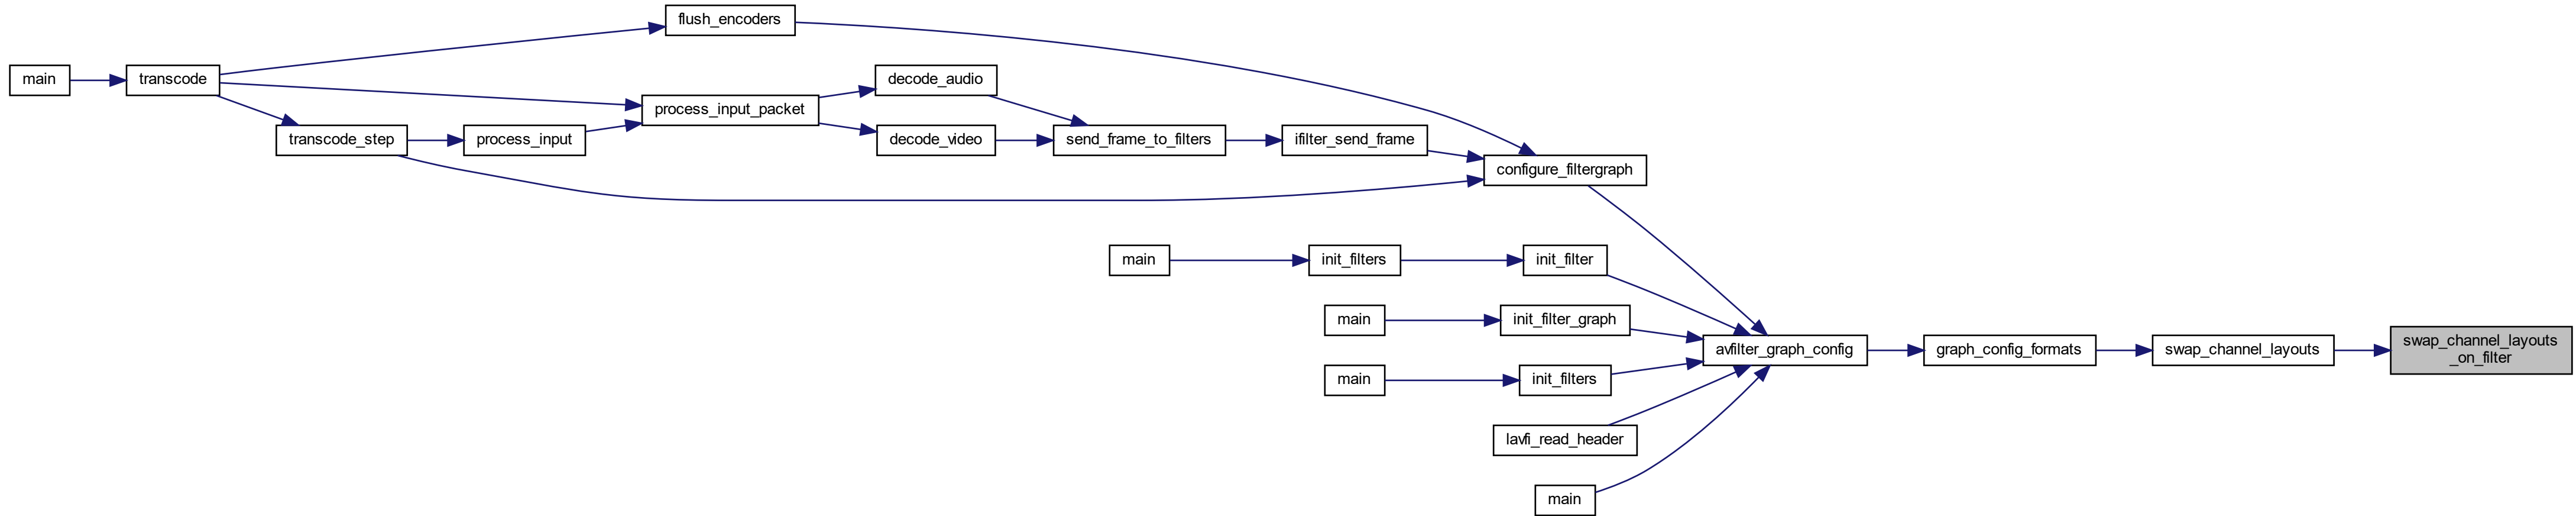 flush_encoders
main
transcode
decode_audio
process_input_packet
transcode_step
process_input
decode_video
send_frame_to_filters
ifilter_send_frame
configure_filtergraph
main
init_filters
init_filter
main
init_filter_graph
avfilter_graph_config
graph_config_formats
swap_channel_layouts
swap_channel_layouts
_on_filter
main
init_filters
lavfi_read_header
main